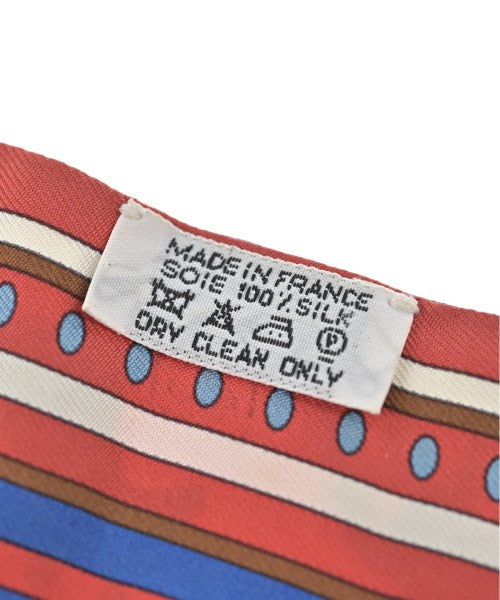 MADE IN FRANCE
SOIE 100% SILK
P
DRY CLEAN ONLY